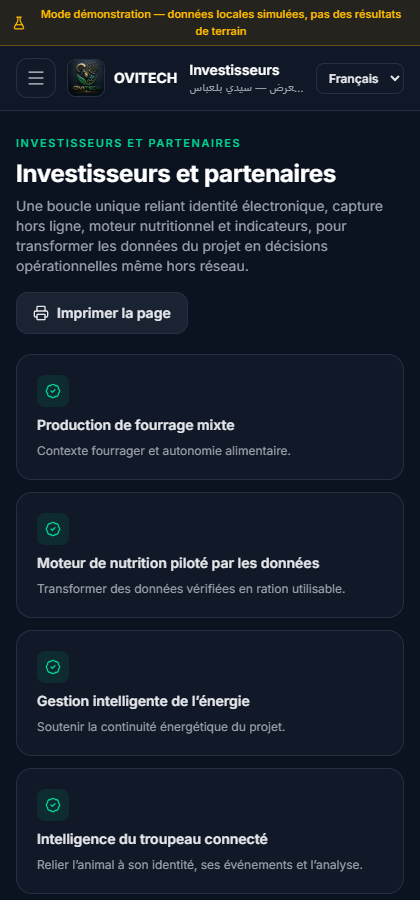 Mode démonstration — données locales simulées, pas des résultats
de terrain
OVITECH
Investisseurs
سيدي بلعباس — عرض...
Français
INVESTISSEURS ET PARTENAIRES
Investisseurs et partenaires
Une boucle unique reliant identité électronique, capture
hors ligne, moteur nutritionnel et indicateurs, pour
transformer les données du projet en décisions
opérationnelles même hors réseau.
Imprimer la page
Production de fourrage mixte
Contexte fourrager et autonomie alimentaire.
Moteur de nutrition piloté par les données
Transformer des données vérifiées en ration utilisable.
Gestion intelligente de l’énergie
Soutenir la continuité énergétique du projet.
Intelligence du troupeau connecté
Relier l’animal à son identité, ses événements et l’analyse.